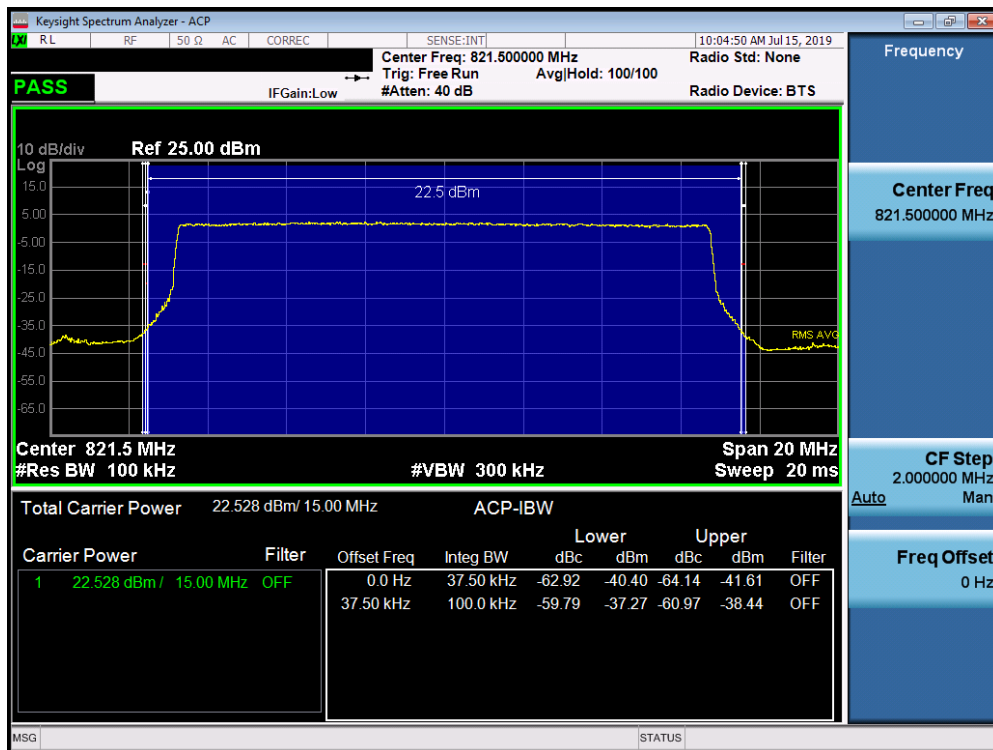 Keysight Spectrum Analyzer - ACP
LXI RL RF 50 Ω AC CORREC SENSE:INT 10:04:50 AM Jul 15, 2019
Center Freq: 821.500000 MHz Radio Std: None
Trig: Free Run Avg|Hold: 100/100
PASS IFGain:Low #Atten: 40 dB Radio Device: BTS
Frequency
10 dB/div Ref 25.00 dBm
Log
15.0
22.5 dBm
5.00
-5.00
-15.0
-25.0
-35.0
RMS AVG
-45.0
-55.0
-65.0
Center 821.5 MHz Span 20 MHz
#Res BW 100 kHz #VBW 300 kHz Sweep 20 ms
Center Freq
821.500000 MHz
CF Step
2.000000 MHz
Auto Man
Freq Offset
0 Hz
Total Carrier Power 22.528 dBm/ 15.00 MHz ACP-IBW
Lower Upper
Carrier Power Filter Offset Freq Integ BW dBc dBm dBc dBm Filter
1 22.528 dBm / 15.00 MHz OFF 0.0 Hz 37.50 kHz -62.92 -40.40 -64.14 -41.61 OFF
37.50 kHz 100.0 kHz -59.79 -37.27 -60.97 -38.44 OFF
MSG STATUS